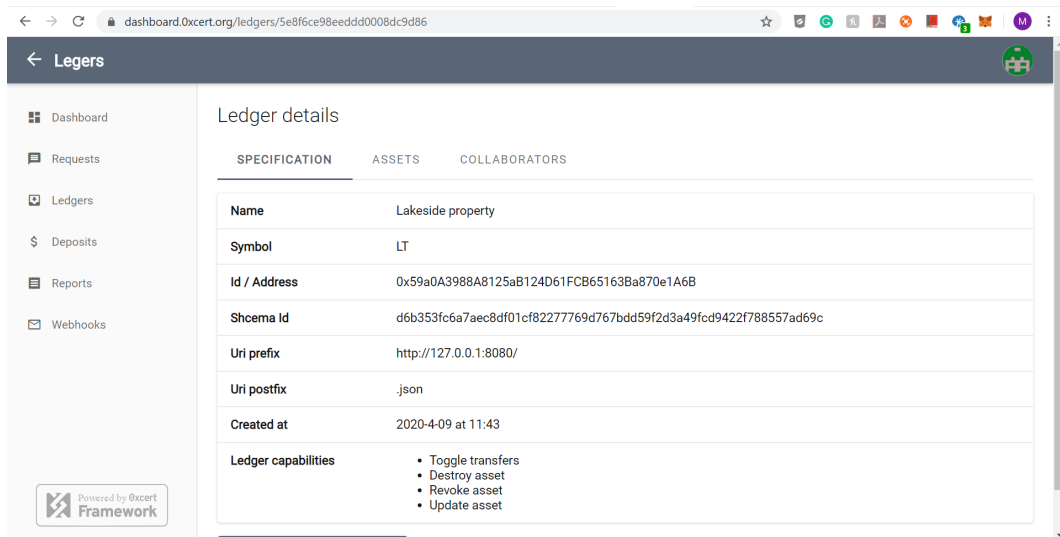 dashboard.0xcert.org/ledgers/5e8f6ce98eeddd0008dc9d86
3
M
Legers
Dashboard
Requests
Ledgers
Deposits
Reports
Webhooks
Powered by 0xcert
Framework
Ledger details
SPECIFICATION ASSETS COLLABORATORS
Name Lakeside property
Symbol LT
Id / Address 0x59a0A3988A8125aB124D61FCB65163Ba870e1A6B
Shcema Id d6b353fc6a7aec8df01cf82277769d767bdd59f2d3a49fcd9422f788557ad69c
Uri prefix http://127.0.0.1:8080/
Uri postfix .json
Created at 2020-4-09 at 11:43
Ledger capabilities • Toggle transfers
• Destroy asset
• Revoke asset
• Update asset